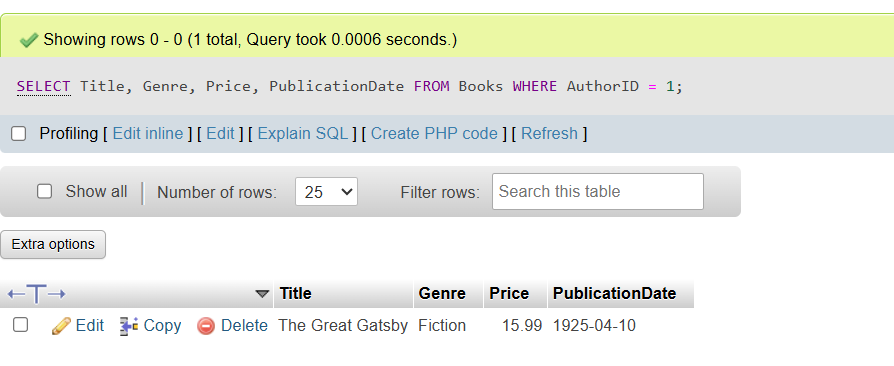 Showing rows 0 - 0 (1 total, Query took 0.0006 seconds.)
SELECT Title, Genre, Price, PublicationDate FROM Books WHERE AuthorID = 1;
Profiling [ Edit inline ] [ Edit ] [ Explain SQL ] [ Create PHP code ] [ Refresh ]
Show all Number of rows: 25 Filter rows: Search this table
Extra options
Title Genre Price PublicationDate
Edit Copy Delete The Great Gatsby Fiction 15.99 1925-04-10